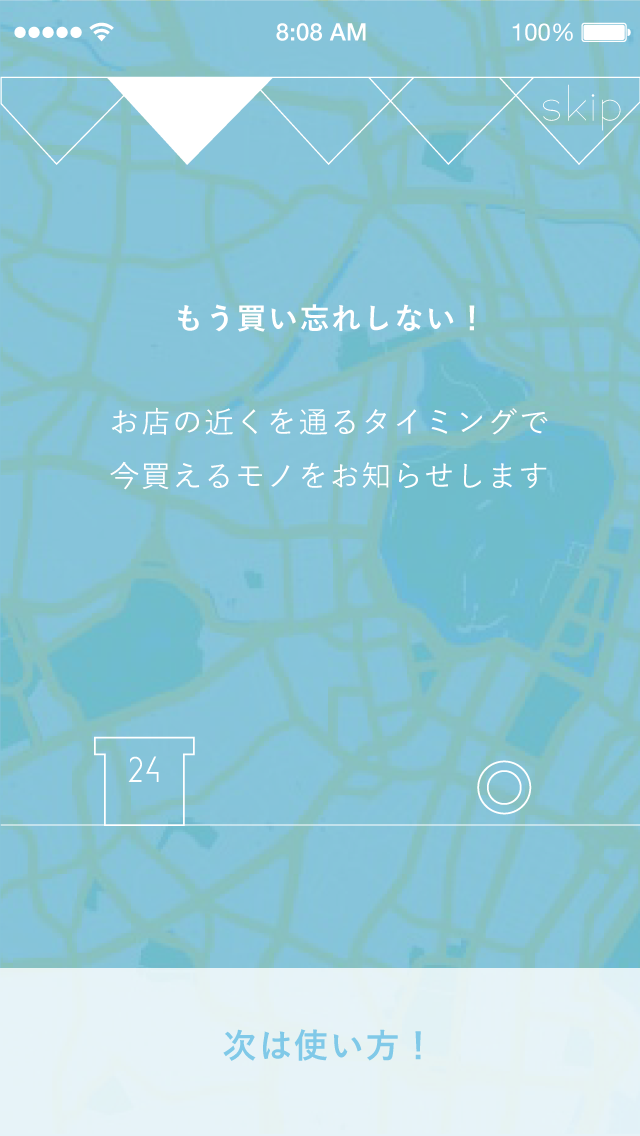 8:08 AM 100%
skip
もう買い忘れしない！
お店の近くを通るタイミングで
今買えるモノをお知らせします
24
次は使い方！